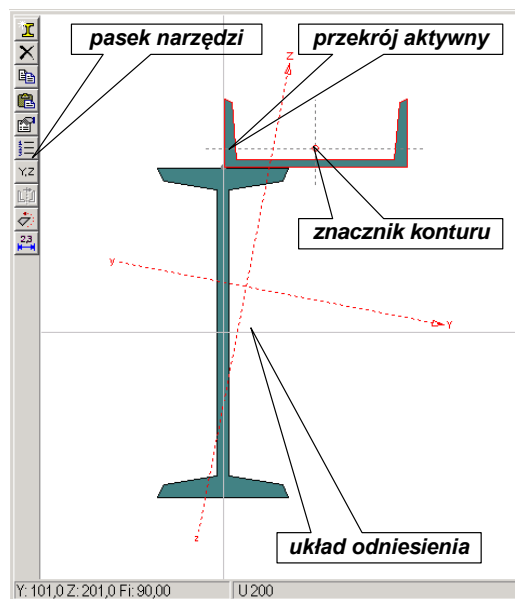 pasek narzędzi
przekrój aktywny
Z
Y,Z
znacznik konturu
2,3
y
Y
z
układ odniesienia
Y: 101,0 Z: 201,0 Fi: 90,00
U 200